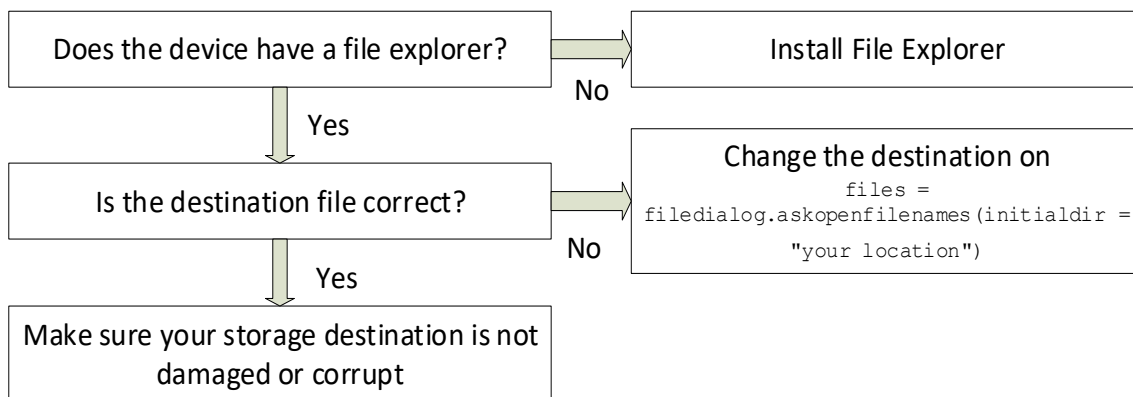 Does the device have a file explorer?
Install File Explorer
No
Yes
Is the destination file correct?
Change the destination on
files =
filedialog.askopenfilenames(initialdir =
"your location")
No
Yes
Make sure your storage destination is not
damaged or corrupt